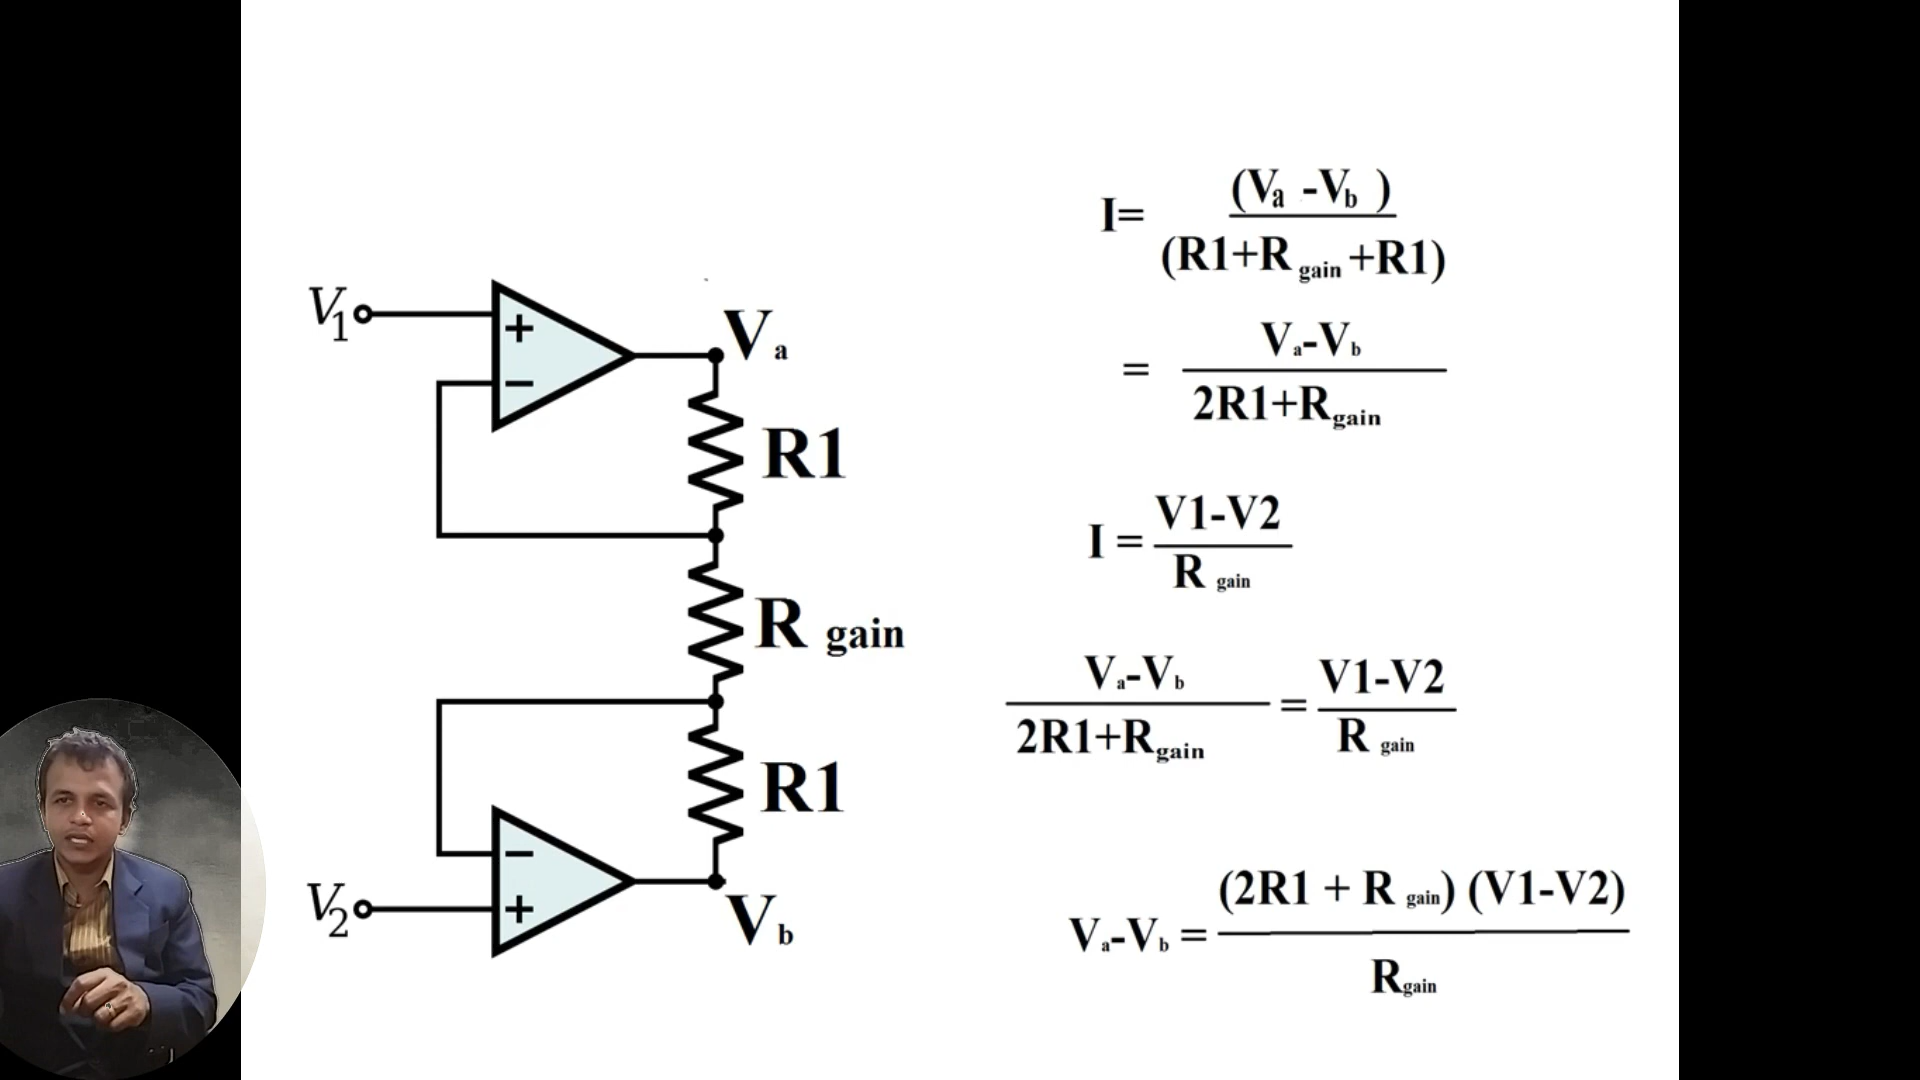 V1
+
−
Va
R1
R gain
R1
−
+
V2
Vb
I= (Va -Vb )
(R1+R gain +R1)
= Va-Vb
2R1+Rgain
I = V1-V2
R gain
Va-Vb = V1-V2
2R1+Rgain R gain
Va-Vb = (2R1 + R gain) (V1-V2)
Rgain